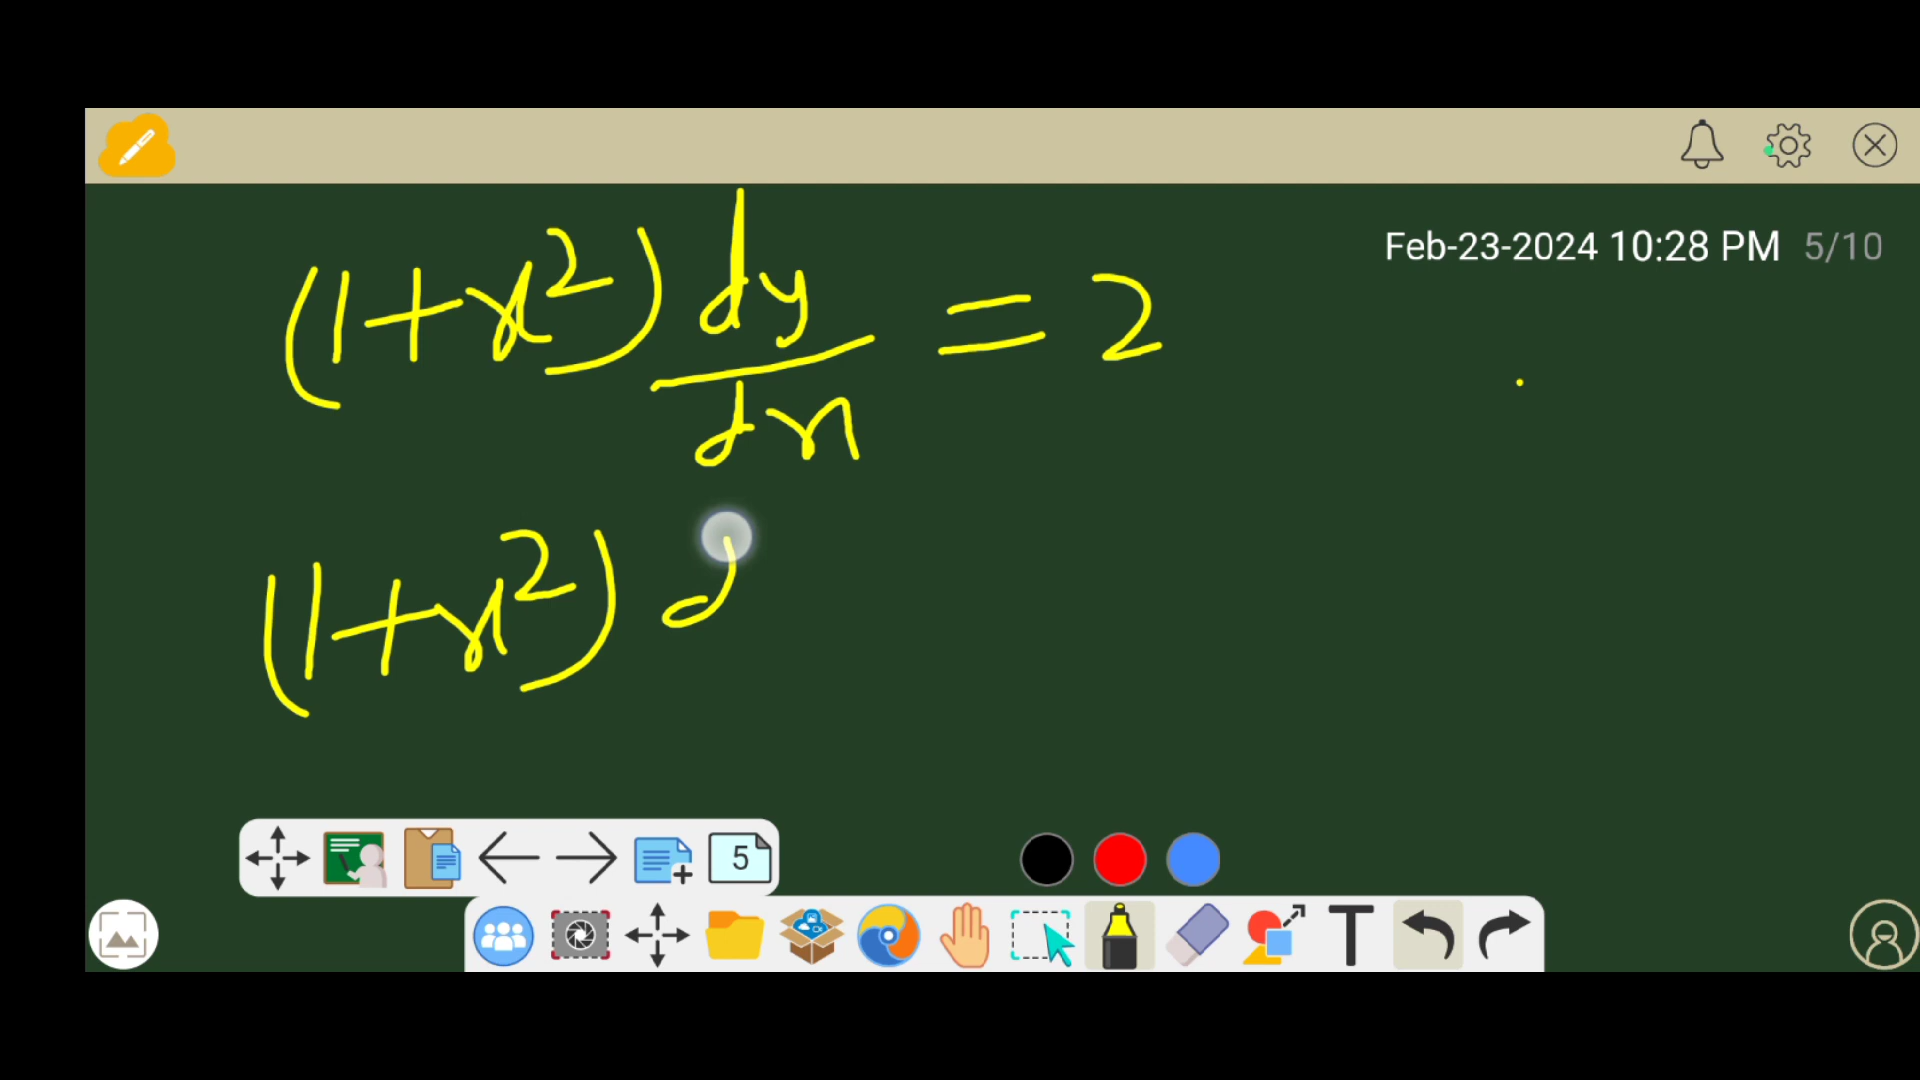 Feb-23-2024 10:28 PM 5/10
(1+x²) dy/dx = 2
(1+x²) d
5
T